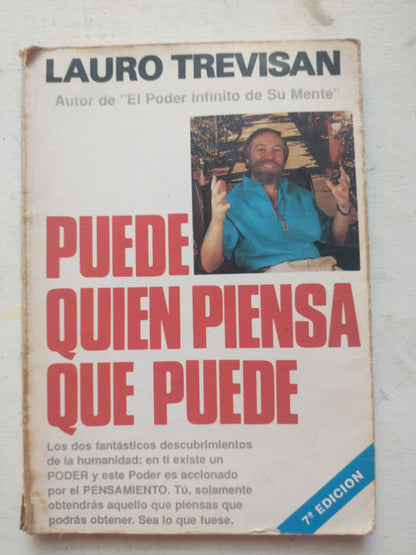 LAURO TREVISAN
Autor de "El Poder Infinito de Su Mente"
PUEDE
QUIEN PIENSA
QUE PUEDE
Los dos fantásticos descubrimientos
de la humanidad: en ti existe un
PODER y este Poder es accionado
por el PENSAMIENTO. Tú, solamente
obtendrás aquello que piensas que
podrás obtener. Sea lo que fuese.
7ª EDICION